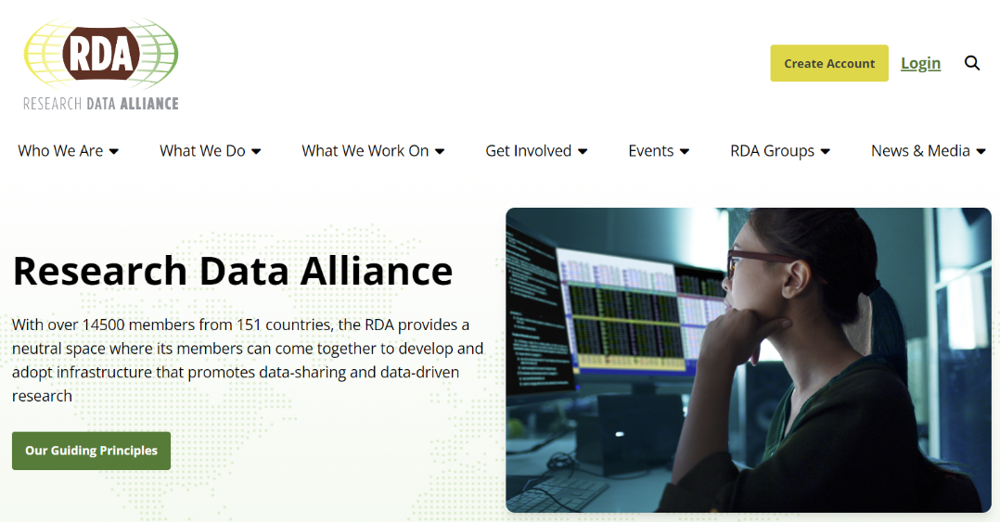 RDA
RESEARCH DATA ALLIANCE
Create Account
Login
Who We Are
What We Do
What We Work On
Get Involved
Events
RDA Groups
News & Media
Research Data Alliance
With over 14500 members from 151 countries, the RDA provides a
neutral space where its members can come together to develop and
adopt infrastructure that promotes data-sharing and data-driven
research
Our Guiding Principles